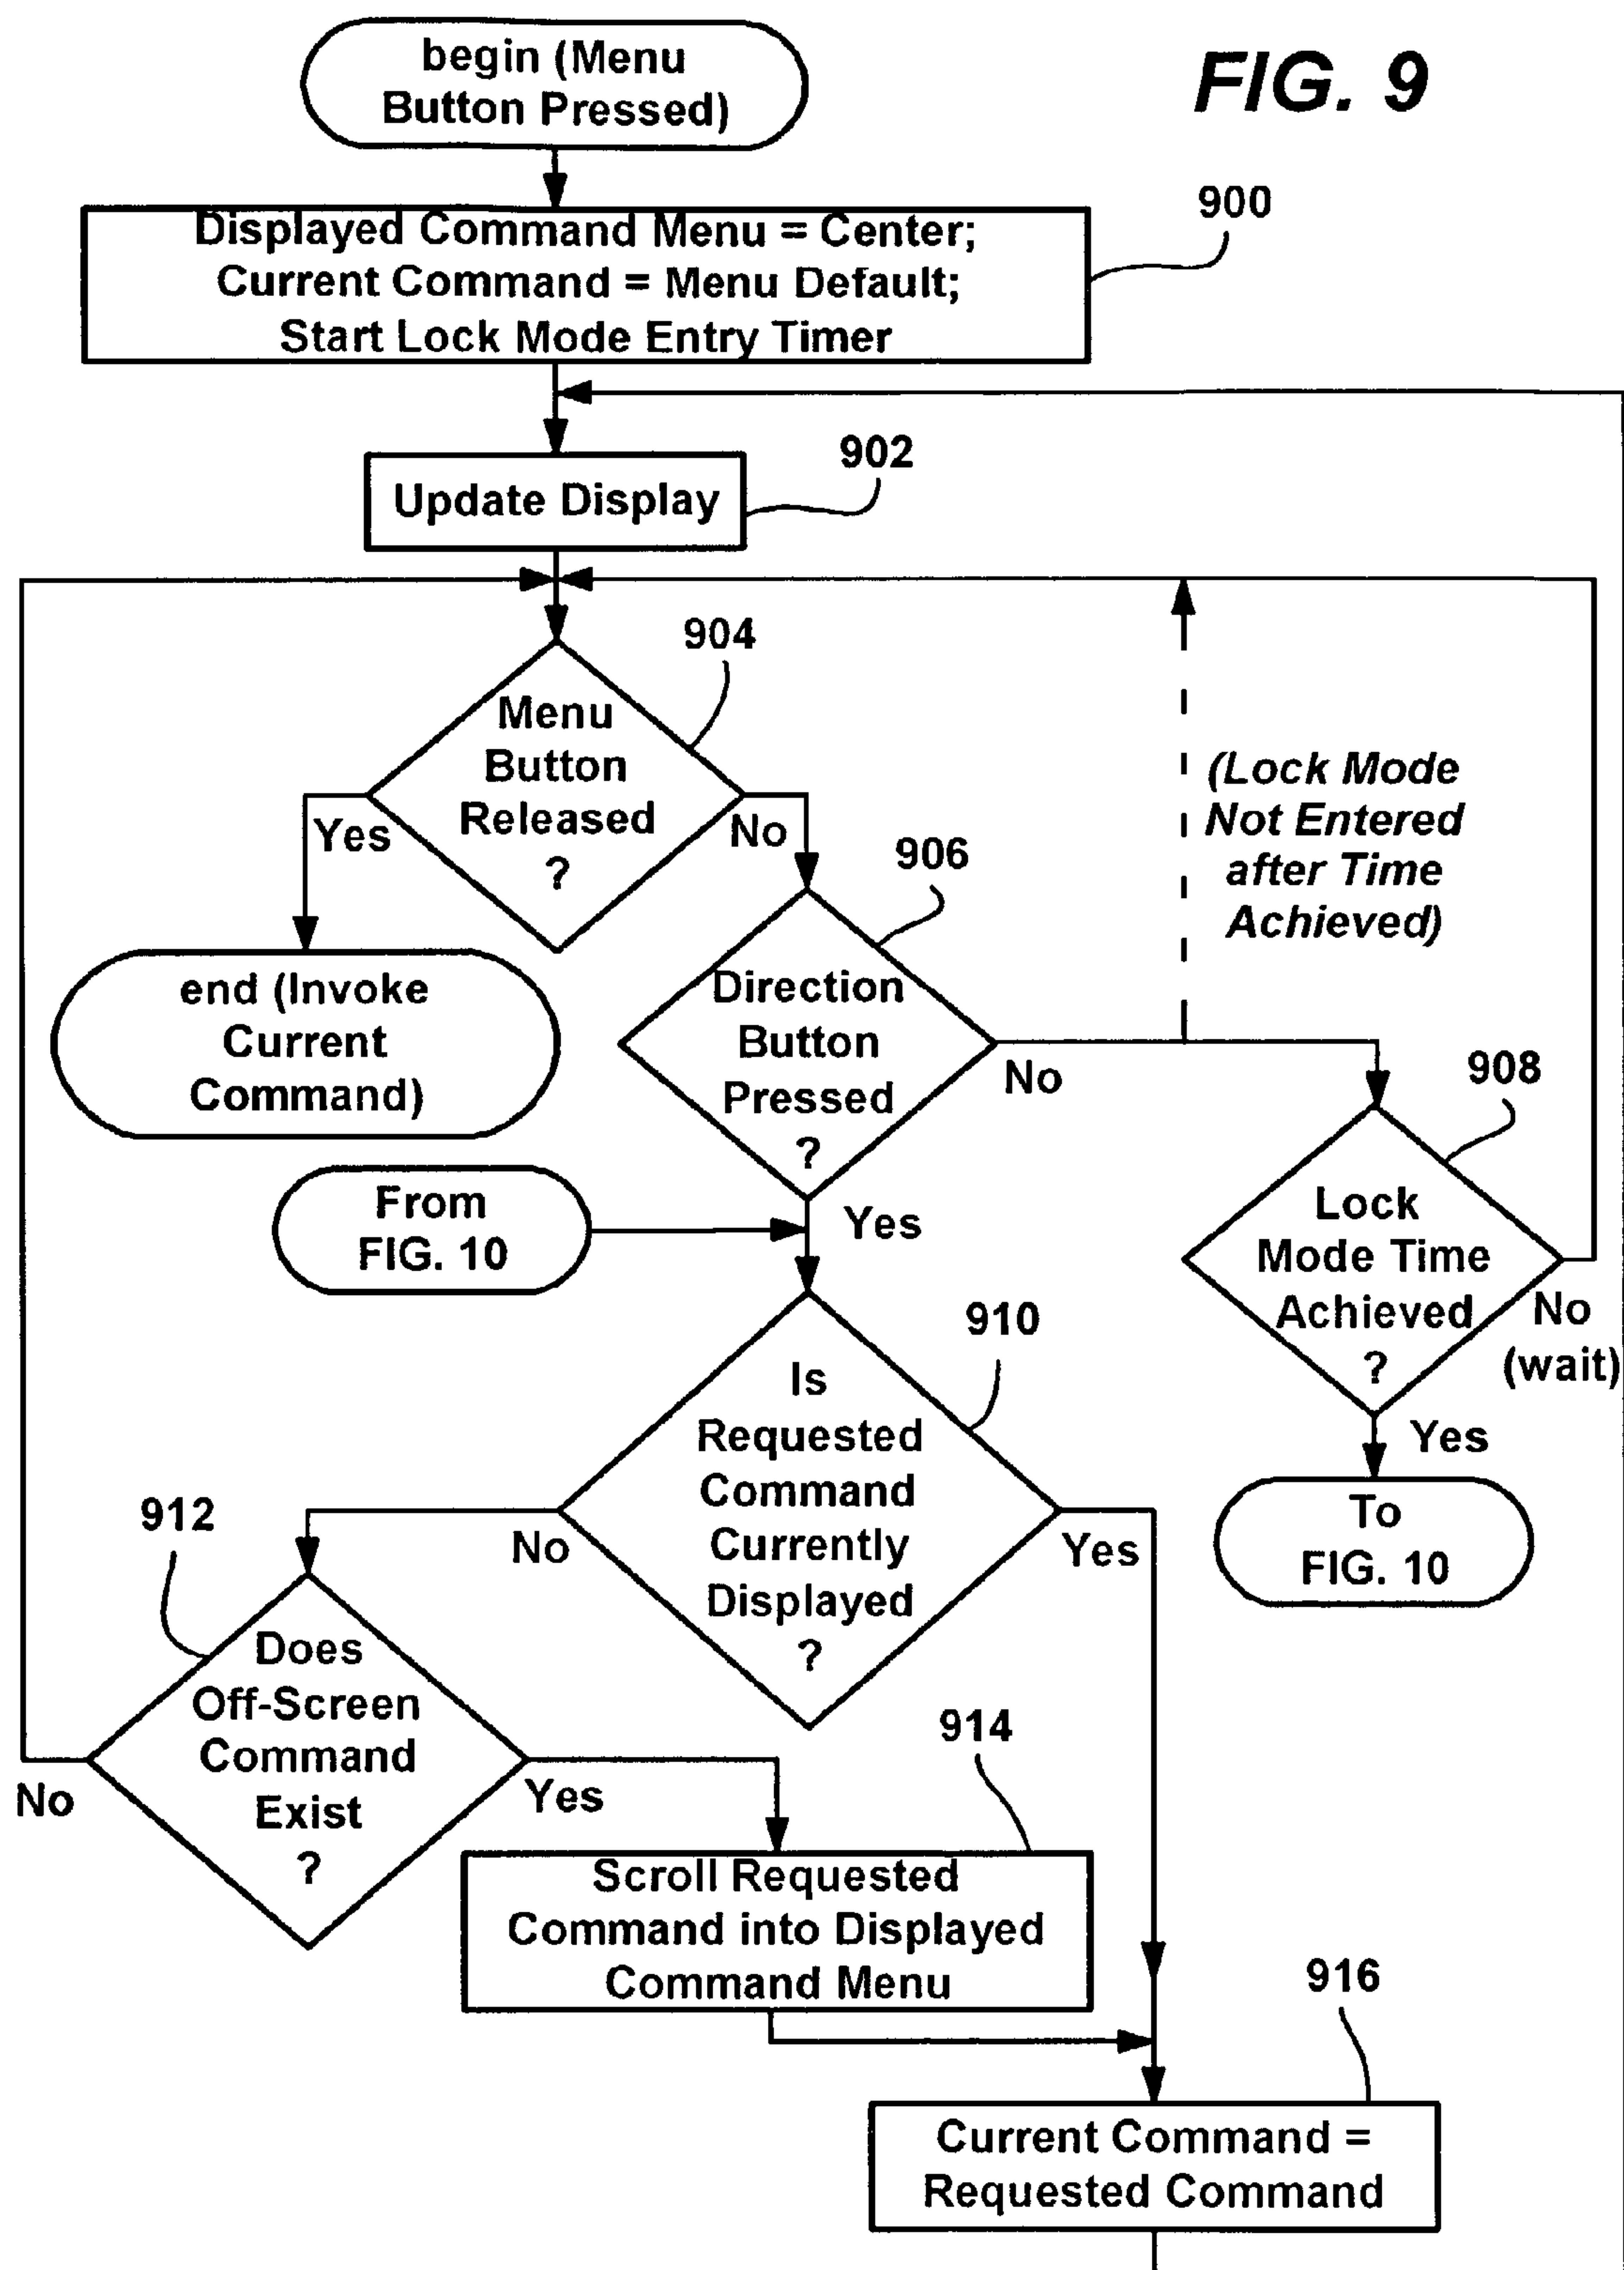 FIG. 9
begin (Menu
Button Pressed)
900
Displayed Command Menu = Center;
Current Command = Menu Default;
Start Lock Mode Entry Timer
902
Update Display
904
Menu
Button
Released
?
Yes
No
(Lock Mode
Not Entered
after Time
Achieved)
906
end (Invoke
Current
Command)
Direction
Button
Pressed
?
No
Yes
908
Lock
Mode Time
Achieved
?
No
(wait)
Yes
From
FIG. 10
To
FIG. 10
910
Is
Requested
Command
Currently
Displayed
?
No
Yes
912
Does
Off-Screen
Command
Exist
?
No
Yes
914
Scroll Requested
Command into Displayed
Command Menu
916
Current Command =
Requested Command